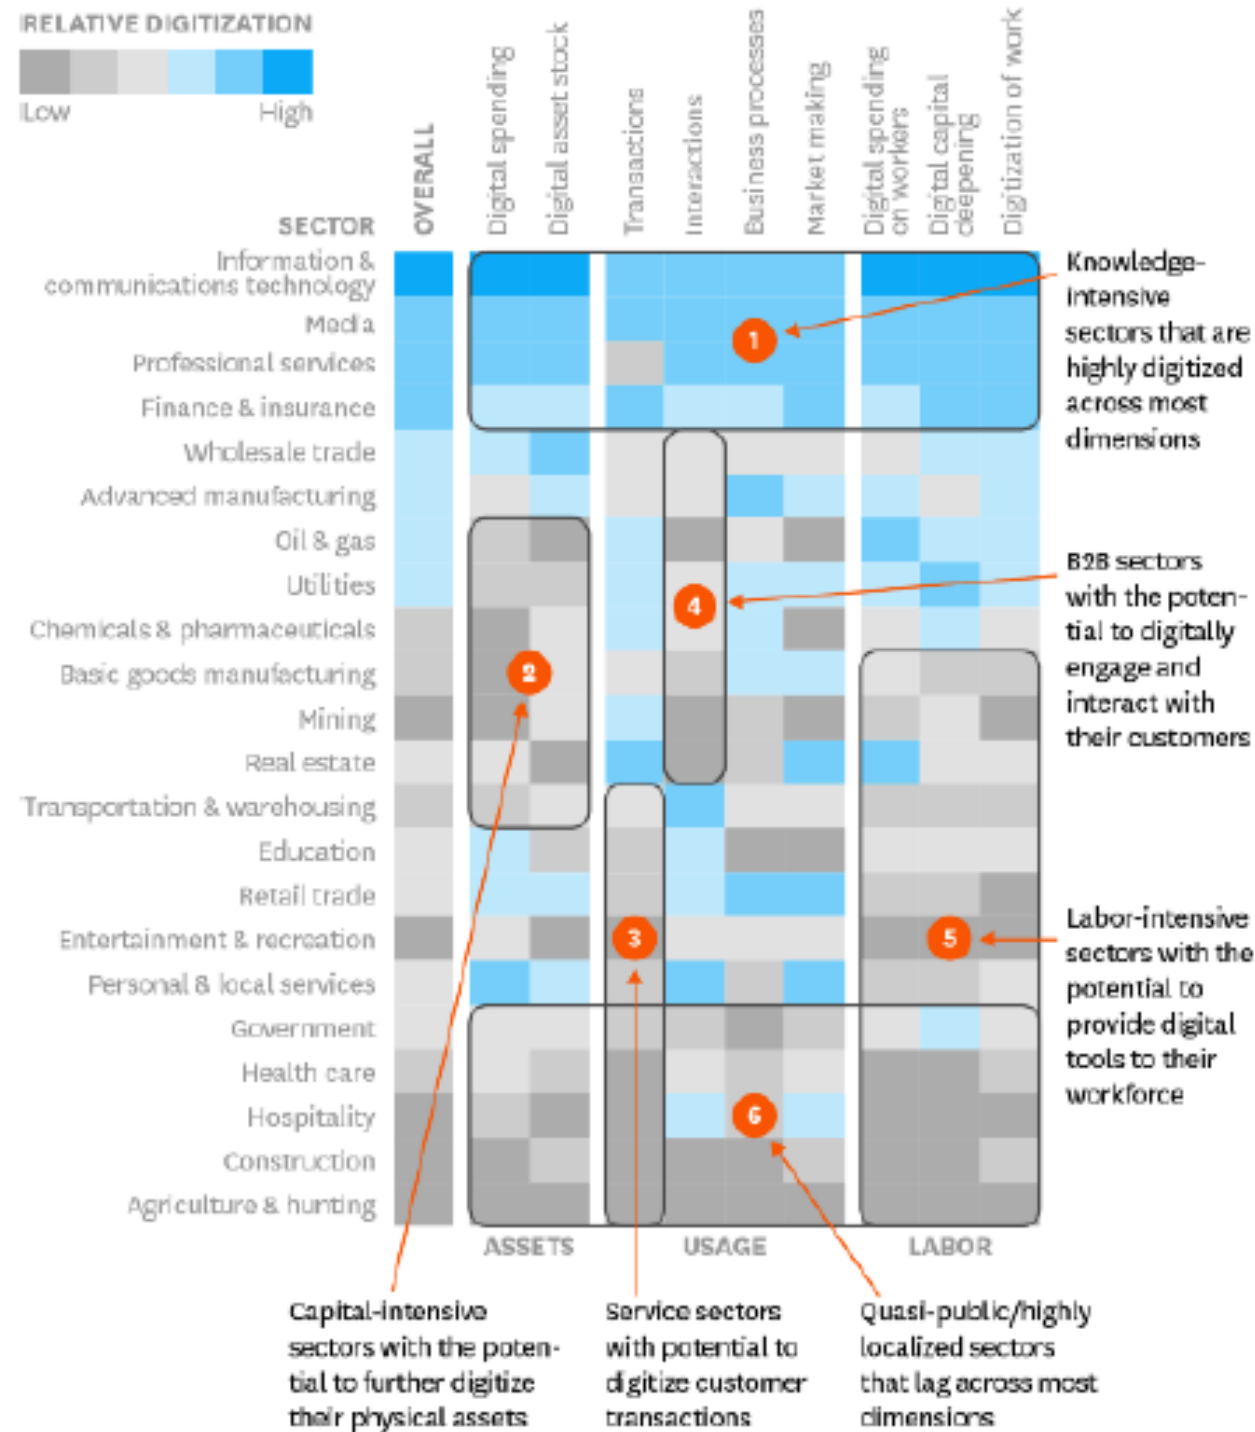 RELATIVE DIGITIZATION
Low
High
SECTOR
OVERALL
Digital spending
Digital asset stock
Transactions
Interactions
Business processes
Market making
Digital spending
on workers
Digital capital
deepening
Digitization of work
Information &
communications technology
Media
Professional services
Finance & insurance
Wholesale trade
Advanced manufacturing
Oil & gas
Utilities
Chemicals & pharmaceuticals
Basic goods manufacturing
Mining
Real estate
Transportation & warehousing
Education
Retail trade
Entertainment & recreation
Personal & local services
Government
Health care
Hospitality
Construction
Agriculture & hunting
1
2
3
4
5
6
Knowledge-
intensive
sectors that are
highly digitized
across most
dimensions
B2B sectors
with the poten-
tial to digitally
engage and
interact with
their customers
Labor-intensive
sectors with the
potential to
provide digital
tools to their
workforce
ASSETS
USAGE
LABOR
Capital-intensive
sectors with the poten-
tial to further digitize
their physical assets
Service sectors
with potential to
digitize customer
transactions
Quasi-public/highly
localized sectors
that lag across most
dimensions